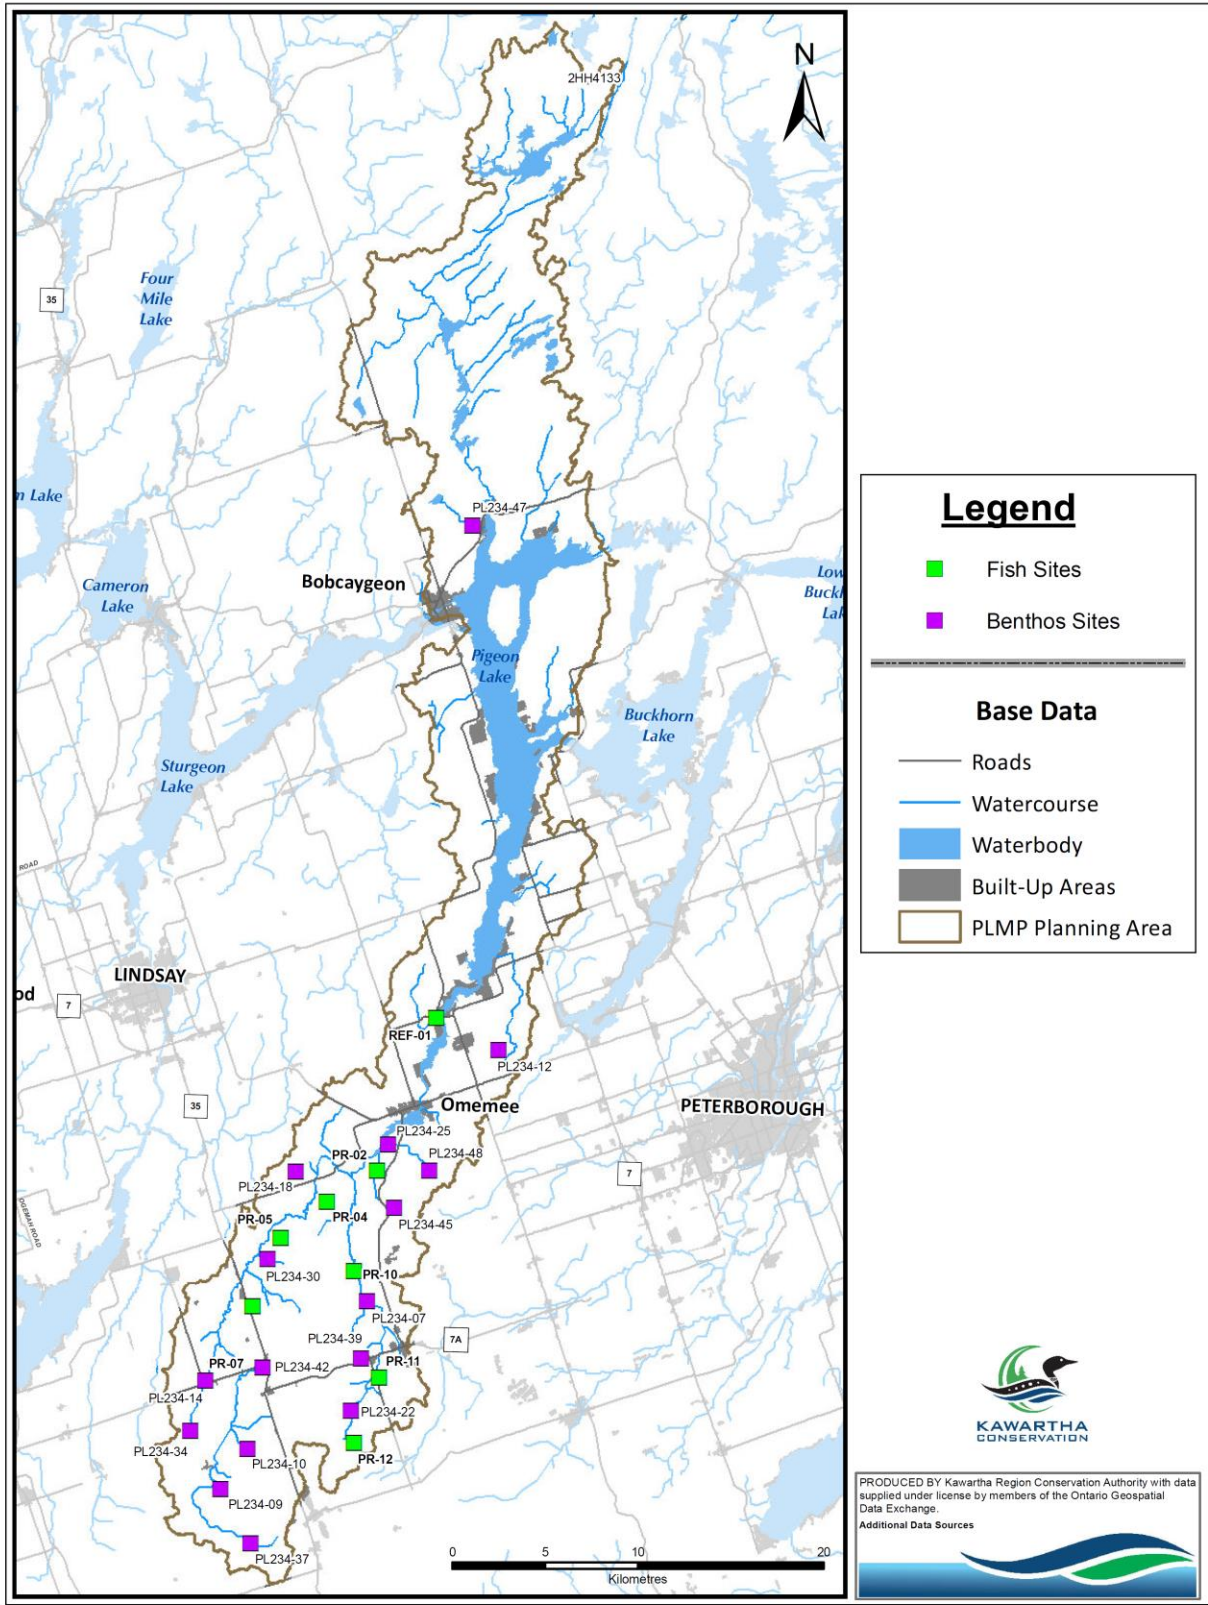 N
2HH4133
Four
Mile
Lake
35
m Lake
PL234-47
Bobcaygeon
Cameron
Lake
Low
Buckh
Lak
Pigeon
Lake
Buckhorn
Lake
Sturgeon
Lake
ROAD
LINDSAY
od
7
REF-01
PL234-12
35
Omemee
PETERBOROUGH
PL234-25
PR-02
PL234-48
7
PL234-18
PR-04
PL234-45
PR-05
PL234-30
PR-10
PL234-07
PL234-39
7A
PR-11
PR-07
PL234-42
PL234-14
PL234-22
PL234-34
PL234-10
PR-12
PL234-09
PL234-37
0 5 10 20
Kilometres
Legend
Fish Sites
Benthos Sites
Base Data
Roads
Watercourse
Waterbody
Built-Up Areas
PLMP Planning Area
KAWARTHA
CONSERVATION
PRODUCED BY Kawartha Region Conservation Authority with data
supplied under license by members of the Ontario Geospatial
Data Exchange.
Additional Data Sources